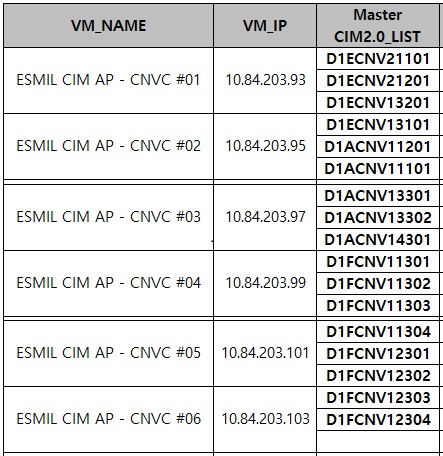 VM_NAME VM_IP Master CIM2.0_LIST
ESMIL CIM AP - CNVC #01 10.84.203.93 D1ECNV21101
D1ECNV21201
D1ECNV13201
ESMIL CIM AP - CNVC #02 10.84.203.95 D1ECNV13101
D1ACNV11201
D1ACNV11101
ESMIL CIM AP - CNVC #03 10.84.203.97 D1ACNV13301
D1ACNV13302
D1ACNV14301
ESMIL CIM AP - CNVC #04 10.84.203.99 D1FCNV11301
D1FCNV11302
D1FCNV11303
ESMIL CIM AP - CNVC #05 10.84.203.101 D1FCNV11304
D1FCNV12301
D1FCNV12302
ESMIL CIM AP - CNVC #06 10.84.203.103 D1FCNV12303
D1FCNV12304